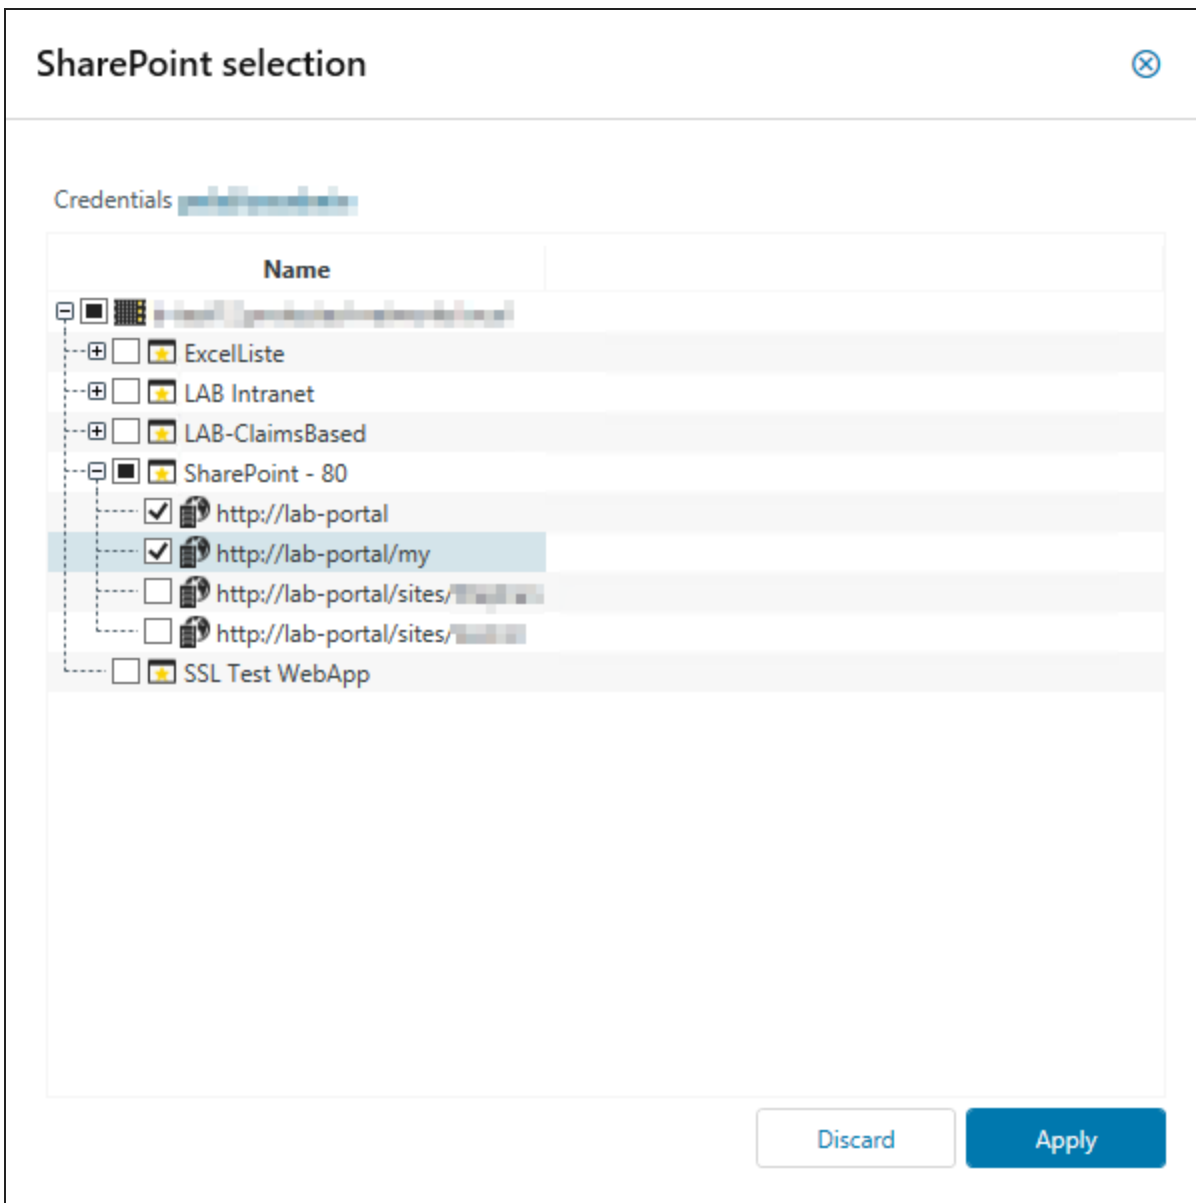 SharePoint selection
Credentials
Name
ExcelListe
LAB Intranet
LAB-ClaimsBased
SharePoint - 80
http://lab-portal
http://lab-portal/my
http://lab-portal/sites/
http://lab-portal/sites/
SSL Test WebApp
Discard
Apply